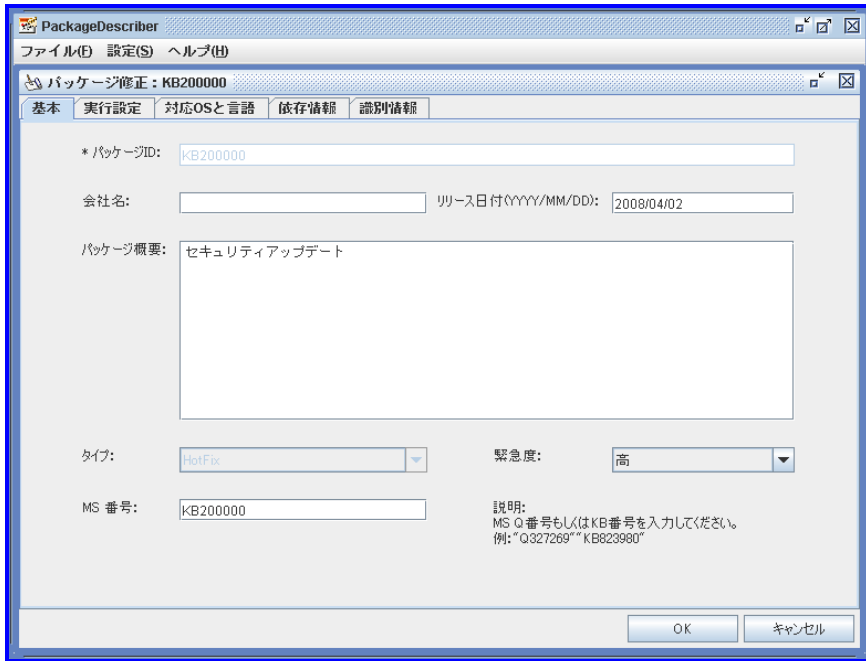 PackageDescriber
ファイル(F) 設定(S) ヘルプ(H)
パッケージ修正：KB200000
基本 実行設定 対応OSと言語 依存情報 識別情報
* パッケージID: KB200000
会社名: リリース日付(YYYY/MM/DD): 2008/04/02
パッケージ概要: セキュリティアップデート
タイプ: HotFix 緊急度: 高
MS 番号: KB200000 説明:
MS Q番号もしくはKB番号を入力してください。
例:"Q327269""KB823980"
OK キャンセル